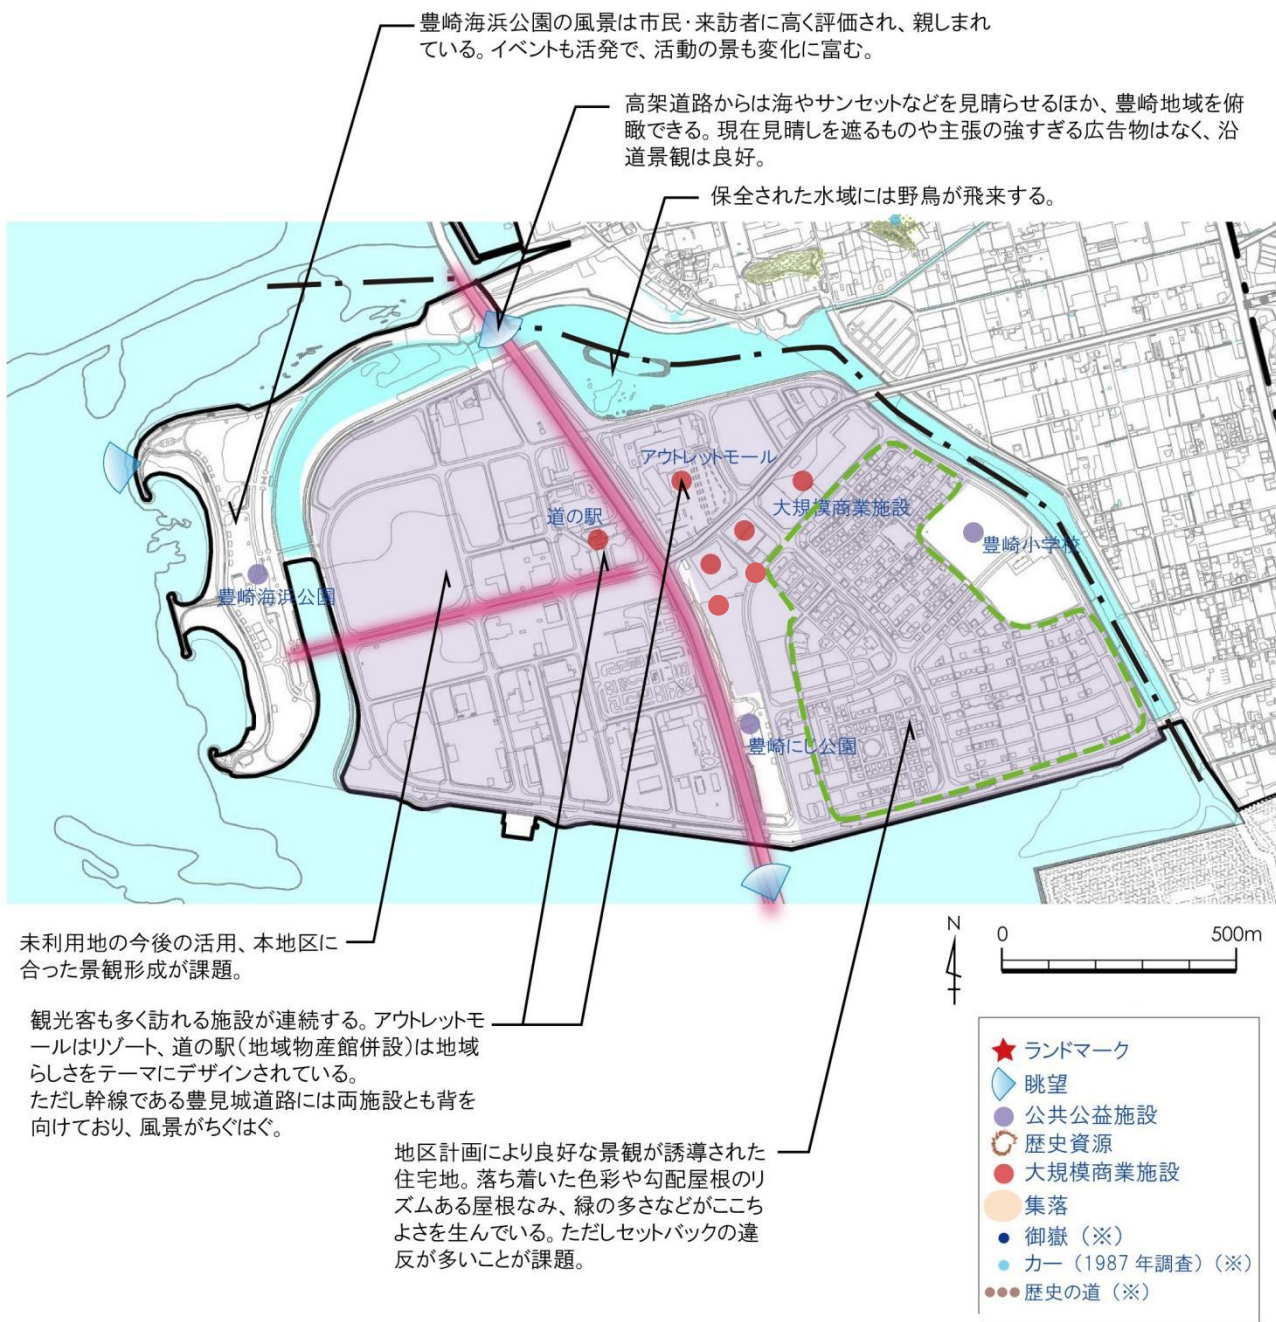 豊崎海浜公園の風景は市民・来訪者に高く評価され、親しまれ
ている。イベントも活発で、活動の景も変化に富む。
高架道路からは海やサンセットなどを見晴らせるほか、豊崎地域を俯
瞰できる。現在見晴しを遮るものや主張の強すぎる広告物はなく、沿
道景観は良好。
保全された水域には野鳥が飛来する。
アウトレットモール
大規模商業施設
道の駅
豊崎小学校
豊崎海浜公園
豊崎にじ公園
未利用地の今後の活用、本地区に
合った景観形成が課題。
観光客も多く訪れる施設が連続する。アウトレットモ
ールはリゾート、道の駅（地域物産館併設）は地域
らしさをテーマにデザインされている。
ただし幹線である豊見城道路には両施設とも背を
向けており、風景がちぐはぐ。
地区計画により良好な景観が誘導された
住宅地。落ち着いた色彩や勾配屋根のリ
ズムある屋根なみ、緑の多さなどがここち
よさを生んでいる。ただしセットバックの違
反が多いことが課題。
N
0 500m
ランドマーク
眺望
公共公益施設
歴史資源
大規模商業施設
集落
御嶽（※）
カー（1987年調査）（※）
歴史の道（※）